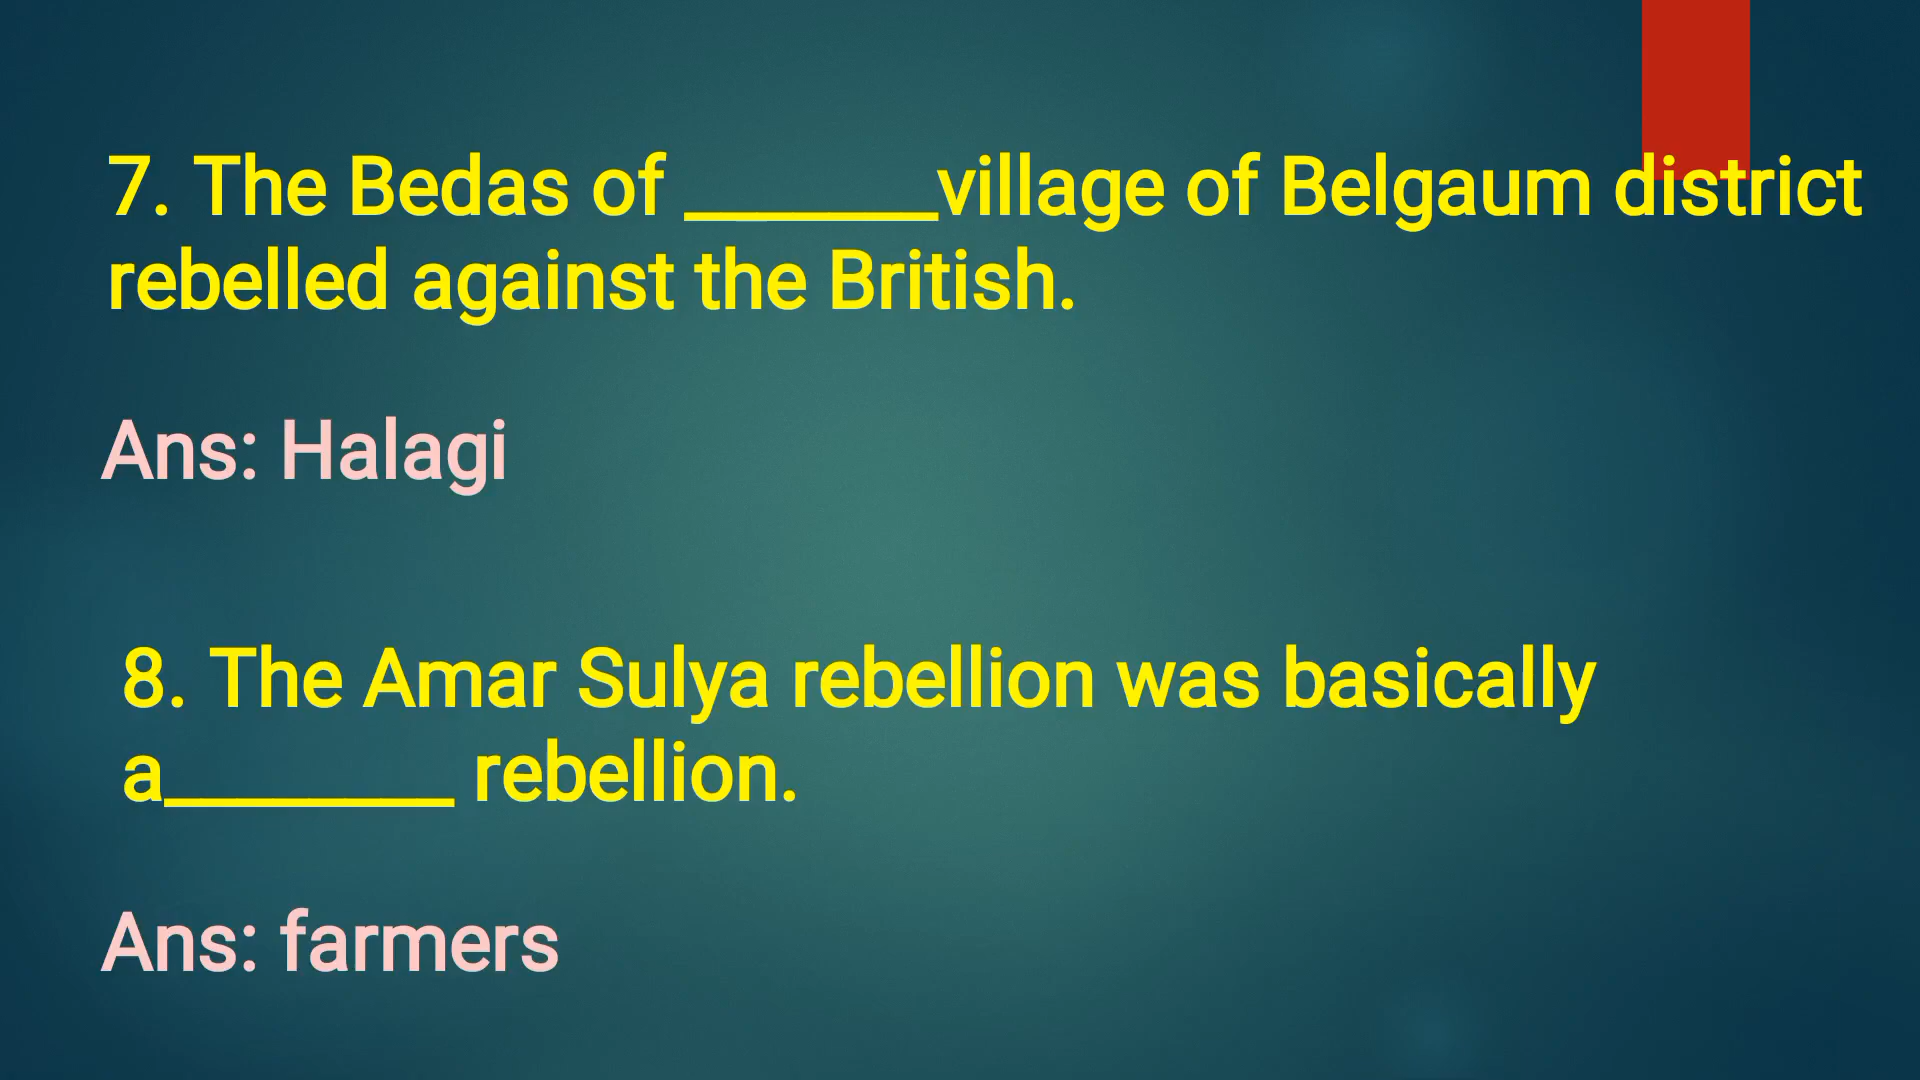 7. The Bedas of _______village of Belgaum district
rebelled against the British.
Ans: Halagi
8. The Amar Sulya rebellion was basically
a________ rebellion.
Ans: farmers